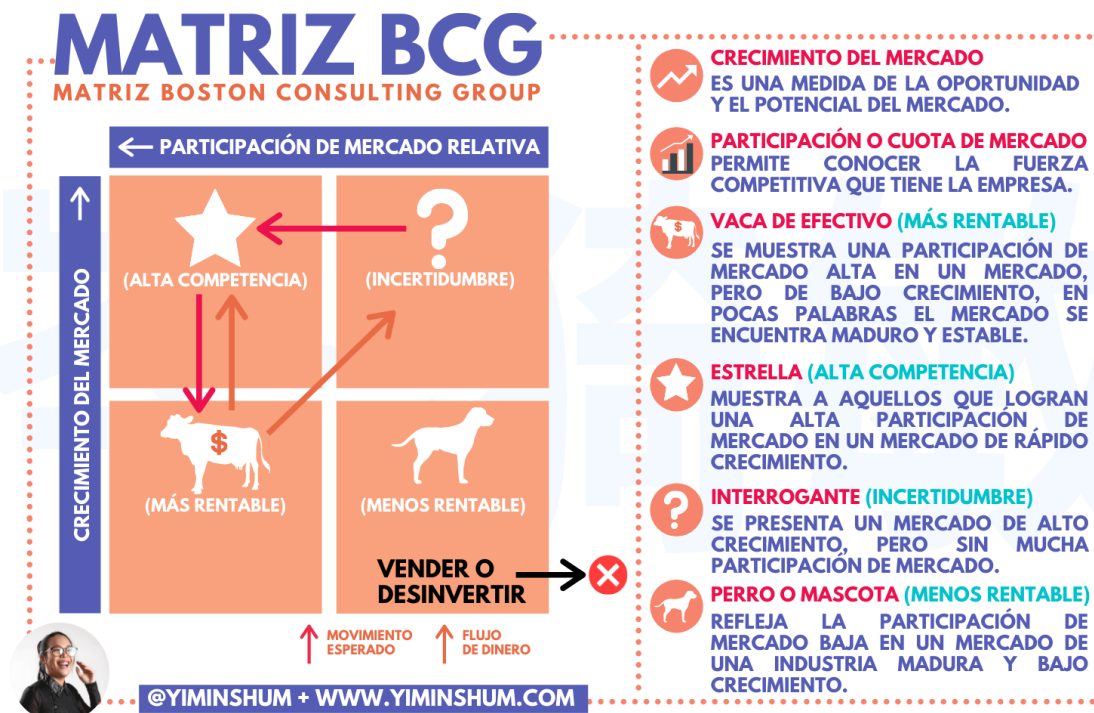 MATRIZ BCG
MATRIZ BOSTON CONSULTING GROUP
← PARTICIPACIÓN DE MERCADO RELATIVA
CRECIMIENTO DEL MERCADO →
(ALTA COMPETENCIA)
?
(INCERTIDUMBRE)
$
(MÁS RENTABLE)
(MENOS RENTABLE)
VENDER O
DESINVERTIR
MOVIMIENTO
ESPERADO
FLUJO
DE DINERO
@YIMINSHUM + WWW.YIMINSHUM.COM
CRECIMIENTO DEL MERCADO
ES UNA MEDIDA DE LA OPORTUNIDAD
Y EL POTENCIAL DEL MERCADO.
PARTICIPACIÓN O CUOTA DE MERCADO
PERMITE CONOCER LA FUERZA
COMPETITIVA QUE TIENE LA EMPRESA.
$
VACA DE EFECTIVO (MÁS RENTABLE)
SE MUESTRA UNA PARTICIPACIÓN DE
MERCADO ALTA EN UN MERCADO,
PERO DE BAJO CRECIMIENTO, EN
POCAS PALABRAS EL MERCADO SE
ENCUENTRA MADURO Y ESTABLE.
ESTRELLA (ALTA COMPETENCIA)
MUESTRA A AQUELLOS QUE LOGRAN
UNA ALTA PARTICIPACIÓN DE
MERCADO EN UN MERCADO DE RÁPIDO
CRECIMIENTO.
?
INTERROGANTE (INCERTIDUMBRE)
SE PRESENTA UN MERCADO DE ALTO
CRECIMIENTO, PERO SIN MUCHA
PARTICIPACIÓN DE MERCADO.
PERRO O MASCOTA (MENOS RENTABLE)
REFLEJA LA PARTICIPACIÓN DE
MERCADO BAJA EN UN MERCADO DE
UNA INDUSTRIA MADURA Y BAJO
CRECIMIENTO.